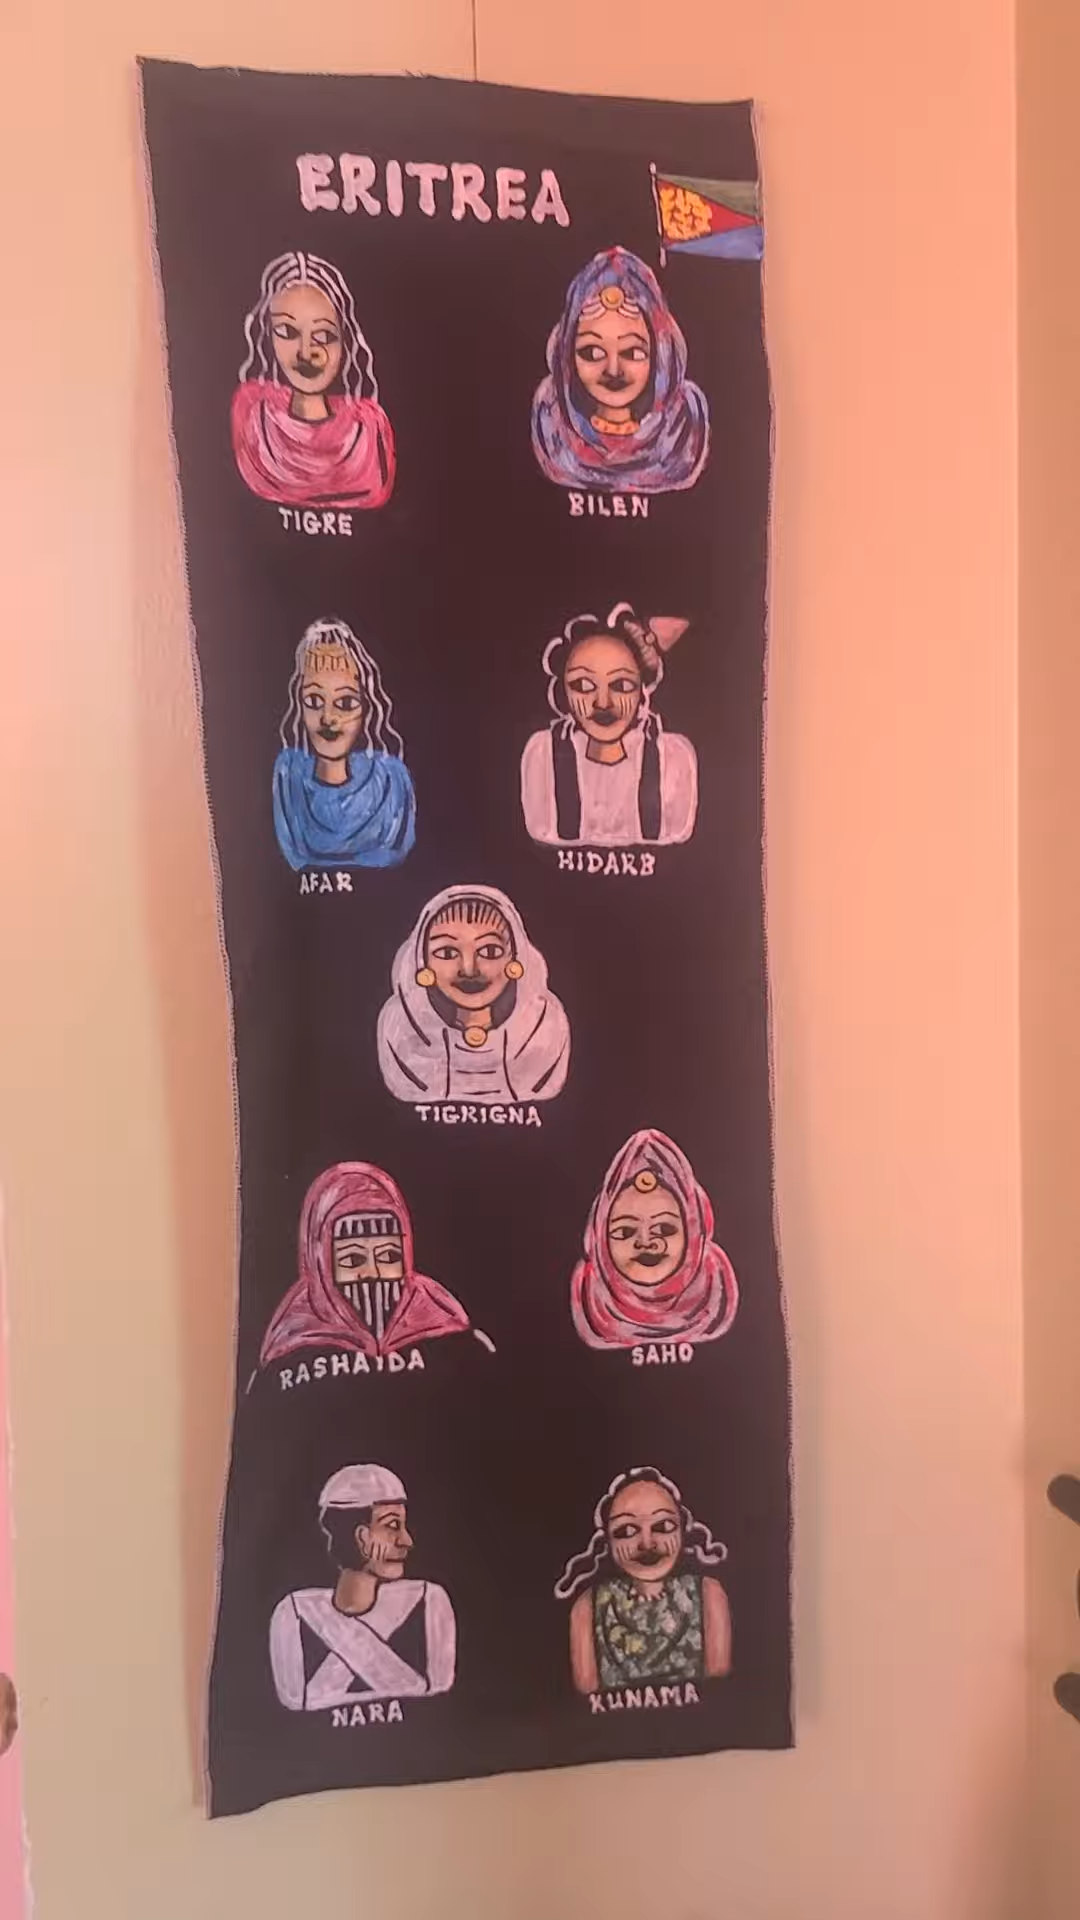 ERITREA
TIGRE
BILEN
AFAR
HIDARB
TIGRIGNA
RASHAIDA
SAHO
NARA
KUNAMA